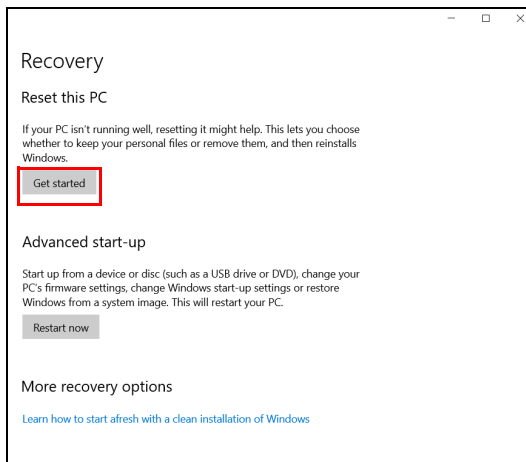 Recovery
Reset this PC
If your PC isn't running well, resetting it might help. This lets you choose
whether to keep your personal files or remove them, and then reinstalls
Windows.
Get started
Advanced start-up
Start up from a device or disc (such as a USB drive or DVD), change your
PC's firmware settings, change Windows start-up settings or restore
Windows from a system image. This will restart your PC.
Restart now
More recovery options
Learn how to start afresh with a clean installation of Windows